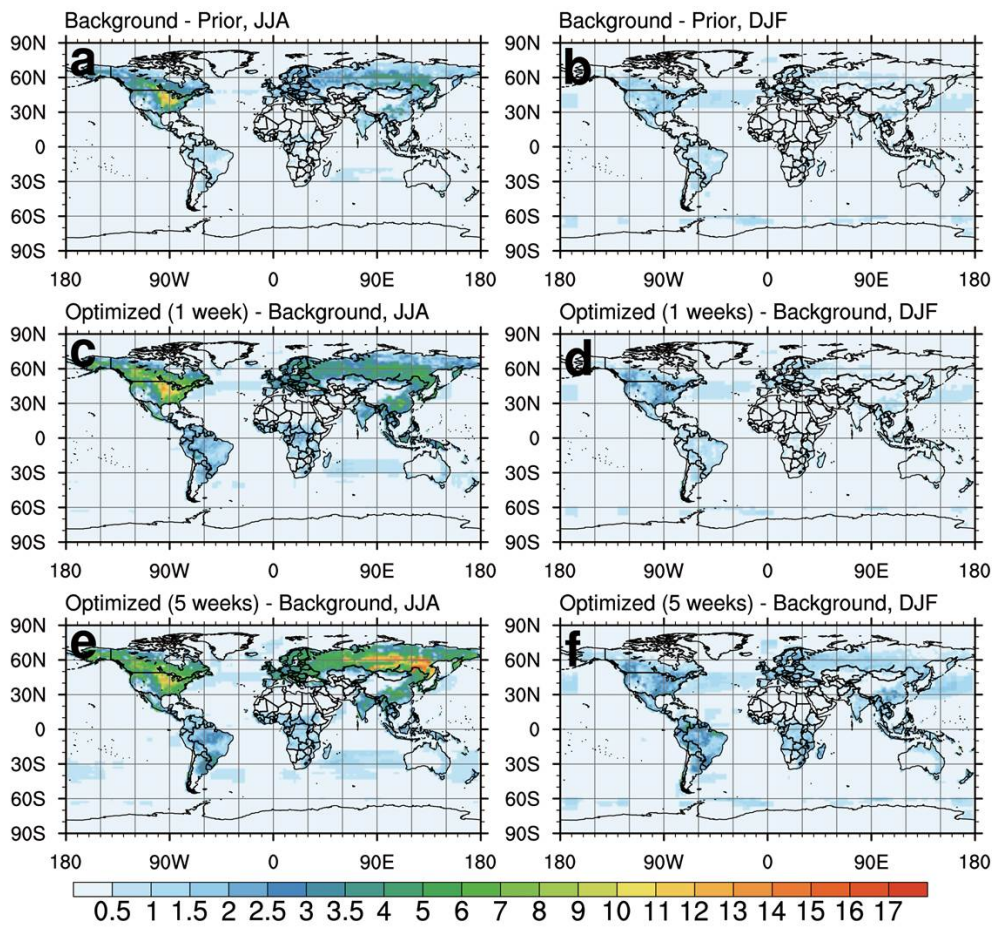 Background - Prior, JJA
Background - Prior, DJF
a
b
90N
60N
30N
0
30S
60S
90S
180 90W 0 90E 180
90N
60N
30N
0
30S
60S
90S
180 90W 0 90E 180
Optimized (1 week) - Background, JJA
Optimized (1 weeks) - Background, DJF
c
d
90N
60N
30N
0
30S
60S
90S
180 90W 0 90E 180
90N
60N
30N
0
30S
60S
90S
180 90W 0 90E 180
Optimized (5 weeks) - Background, JJA
Optimized (5 weeks) - Background, DJF
e
f
90N
60N
30N
0
30S
60S
90S
180 90W 0 90E 180
90N
60N
30N
0
30S
60S
90S
180 90W 0 90E 180
0.5 1 1.5 2 2.5 3 3.5 4 5 6 7 8 9 10 11 12 13 14 15 16 17